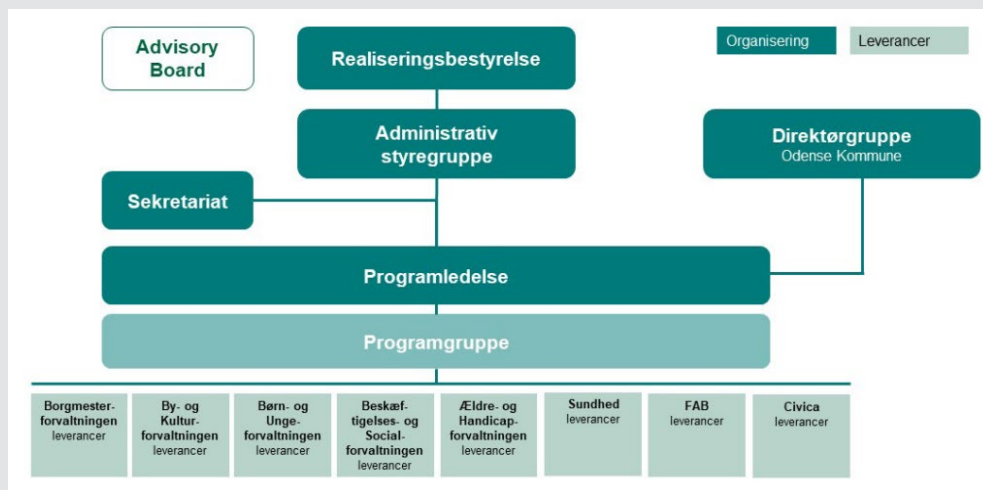 Advisory
Board
Realiseringsbestyrelse
Organisering
Leverancer
Administrativ
styregruppe
Direktørgruppe
Odense Kommune
Sekretariat
Programledelse
Programgruppe
Borgmester-
forvaltningen
leverancer
By- og
Kultur-
forvaltningen
leverancer
Børn- og
Unge-
forvaltningen
leverancer
Beskæf-
tigelses- og
Social-
forvaltningen
leverancer
Ældre- og
Handicap-
forvaltningen
leverancer
Sundhed
leverancer
FAB
leverancer
Civica
leverancer